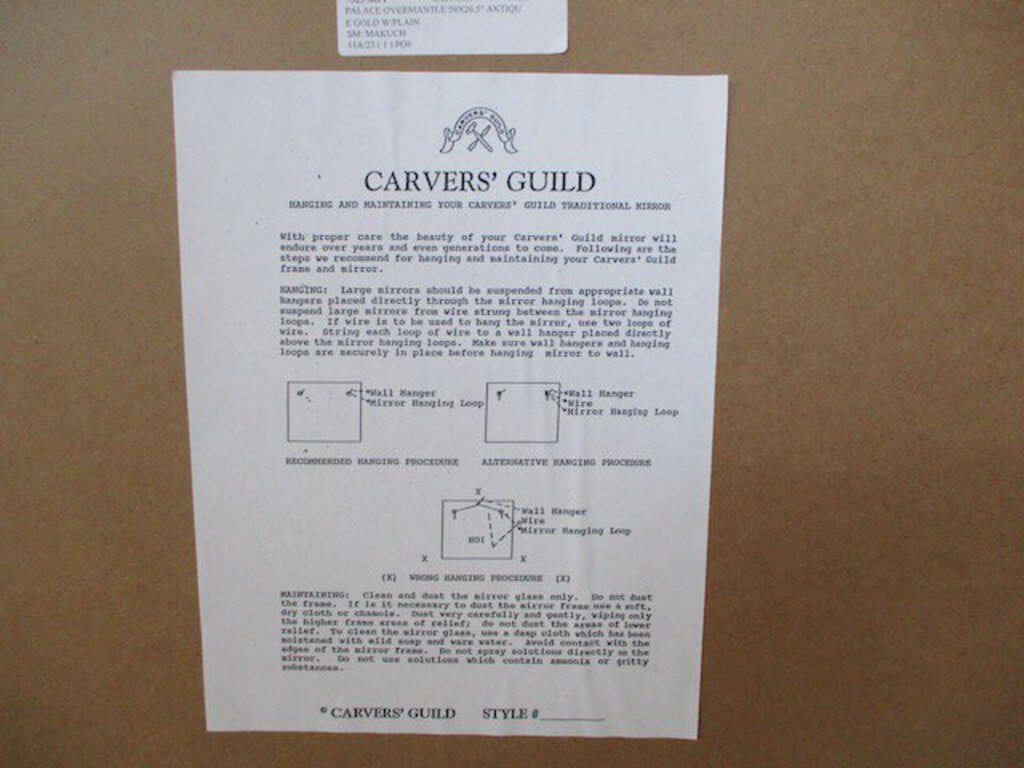 PALACE OVERMANTLE 59X26.5" ANTIQU
E GOLD W/PLAIN
SM: MAKUCH
CARVERS' GUILD
CARVERS' GUILD
HANGING AND MAINTAINING YOUR CARVERS' GUILD TRADITIONAL MIRROR
With proper care the beauty of your Carvers' Guild mirror will
endure over years and even generations to come. Following are the
steps we recommend for hanging and maintaining your Carvers' Guild
frame and mirror.
HANGING: Large mirrors should be suspended from appropriate wall
hangers placed directly through the mirror hanging loops. Do not
suspend large mirrors from wire strung between the mirror hanging
loops. If wire is to be used to hang the mirror, use two loops of
wire. String each loop of wire to a wall hanger placed directly
above the mirror hanging loops. Make sure wall hangers and hanging
loops are securely in place before hanging mirror to wall.
Wall Hanger
Mirror Hanging Loop
Wall Hanger
Wire
Mirror Hanging Loop
RECOMMENDED HANGING PROCEDURE ALTERNATIVE HANGING PROCEDURE
X
Wall Hanger
Wire
Mirror Hanging Loop
NO!
X X
(X) WRONG HANGING PROCEDURE (X)
MAINTAINING: Clean and dust the mirror glass only. Do not dust
the frame. If is it necessary to dust the mirror frame use a soft,
dry cloth or chamois. Dust very carefully and gently, wiping only
the higher frame areas of relief; do not dust the areas of lower
relief. To clean the mirror glass, use a damp cloth which has been
moistened with mild soap and warm water. Avoid contact with the
edges of the mirror frame. Do not spray solutions directly on the
mirror. Do not use solutions which contain ammonia or gritty
substances.
© CARVERS' GUILD STYLE #________